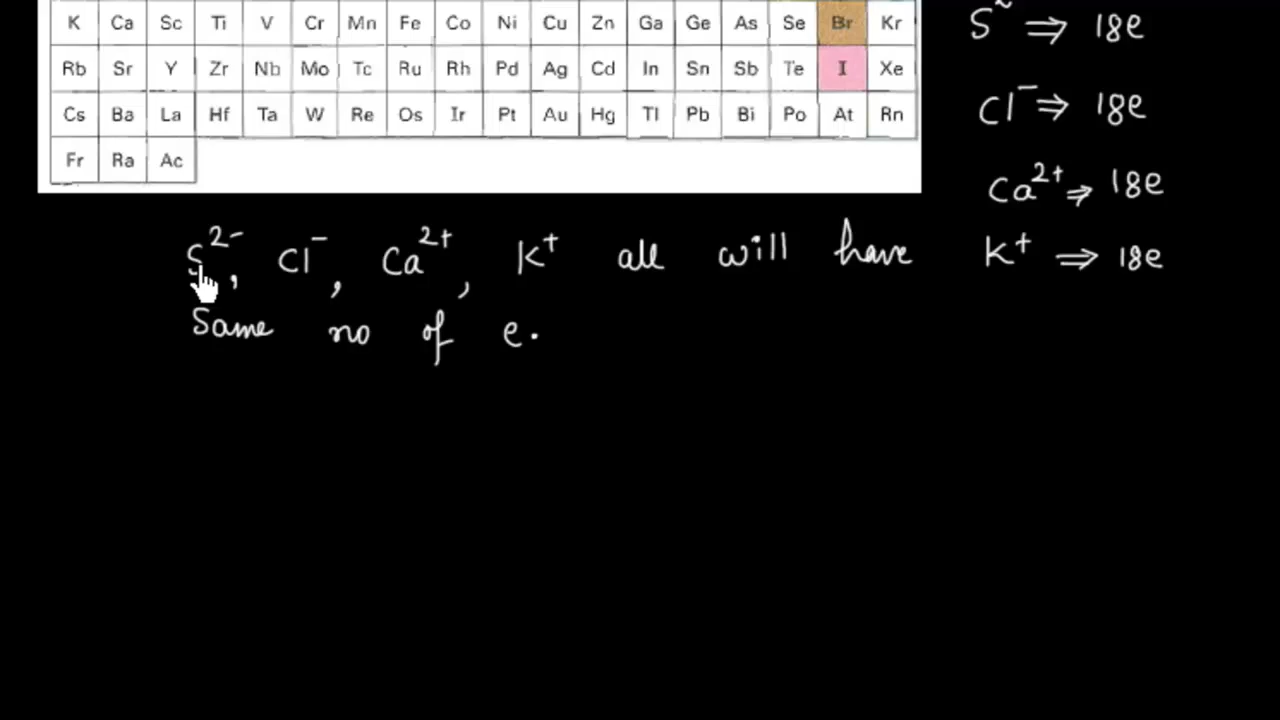 K Ca Sc Ti V Cr Mn Fe Co Ni Cu Zn Ga Ge As Se Br Kr
Rb Sr Y Zr Nb Mo Tc Ru Rh Pd Ag Cd In Sn Sb Te I Xe
Cs Ba La Hf Ta W Re Os Ir Pt Au Hg Tl Pb Bi Po At Rn
Fr Ra Ac
S²⁻, Cl⁻, Ca²⁺, K⁺ all will have
Same no of e.
S² ⇒ 18e
Cl⁻ ⇒ 18e
Ca²⁺ ⇒ 18e
K⁺ ⇒ 18e